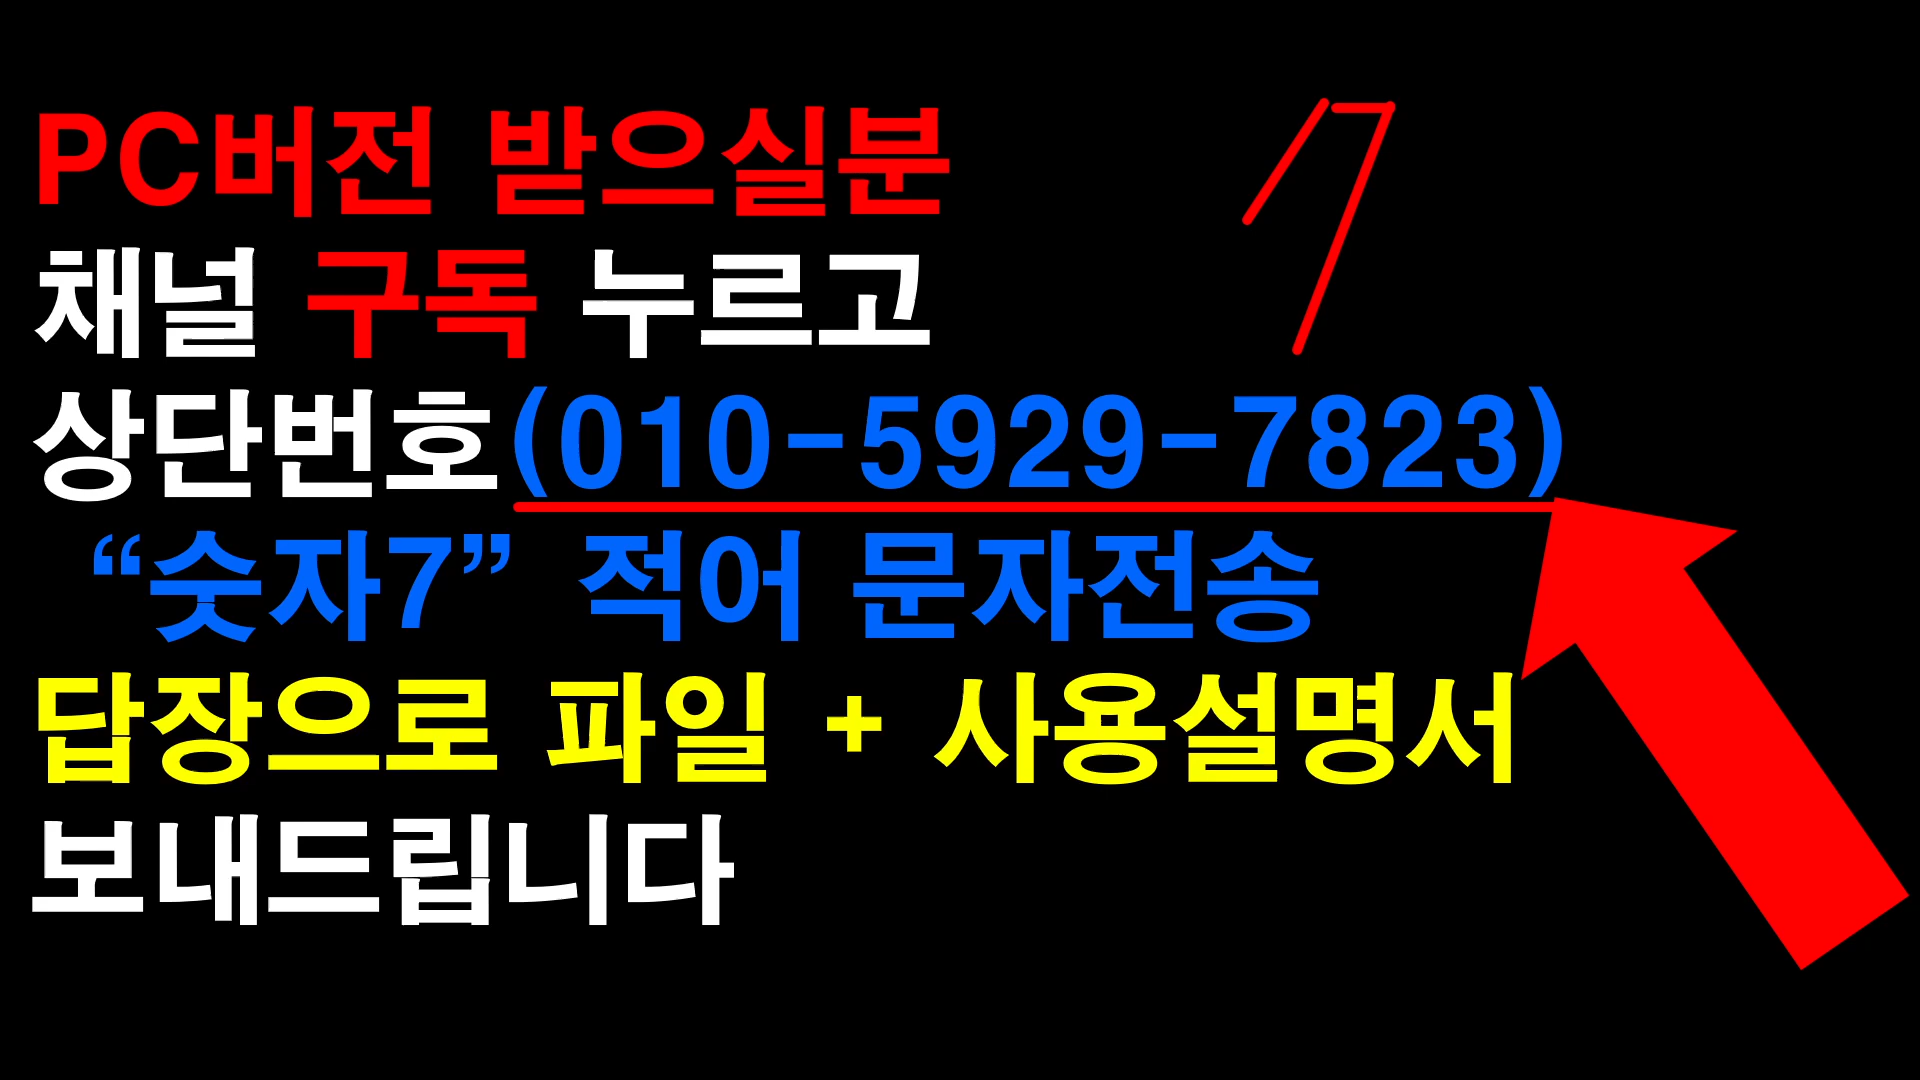 7
PC버전 받으실분
채널 구독 누르고
상단번호(010-5929-7823)
“숫자7” 적어 문자전송
답장으로 파일 + 사용설명서
보내드립니다